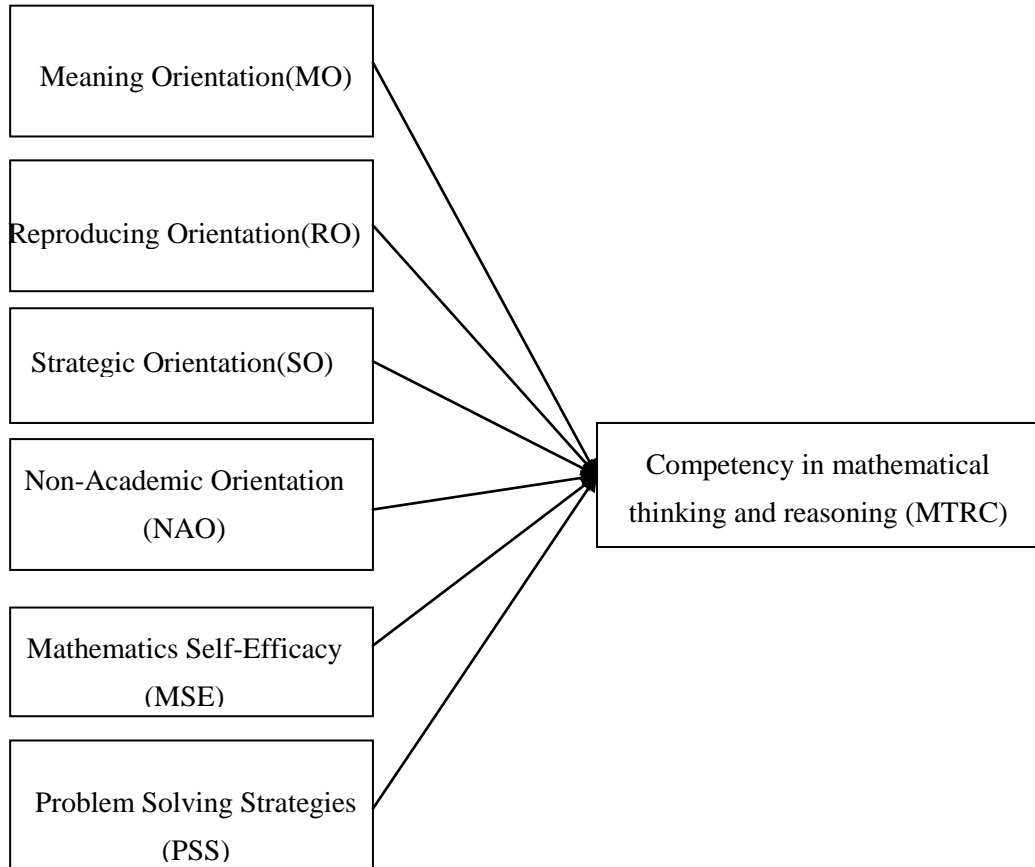 Meaning Orientation(MO)
Reproducing Orientation(RO)
Strategic Orientation(SO)
Non-Academic Orientation
(NAO)
Mathematics Self-Efficacy
(MSE)
Problem Solving Strategies
(PSS)
Competency in mathematical
thinking and reasoning (MTRC)